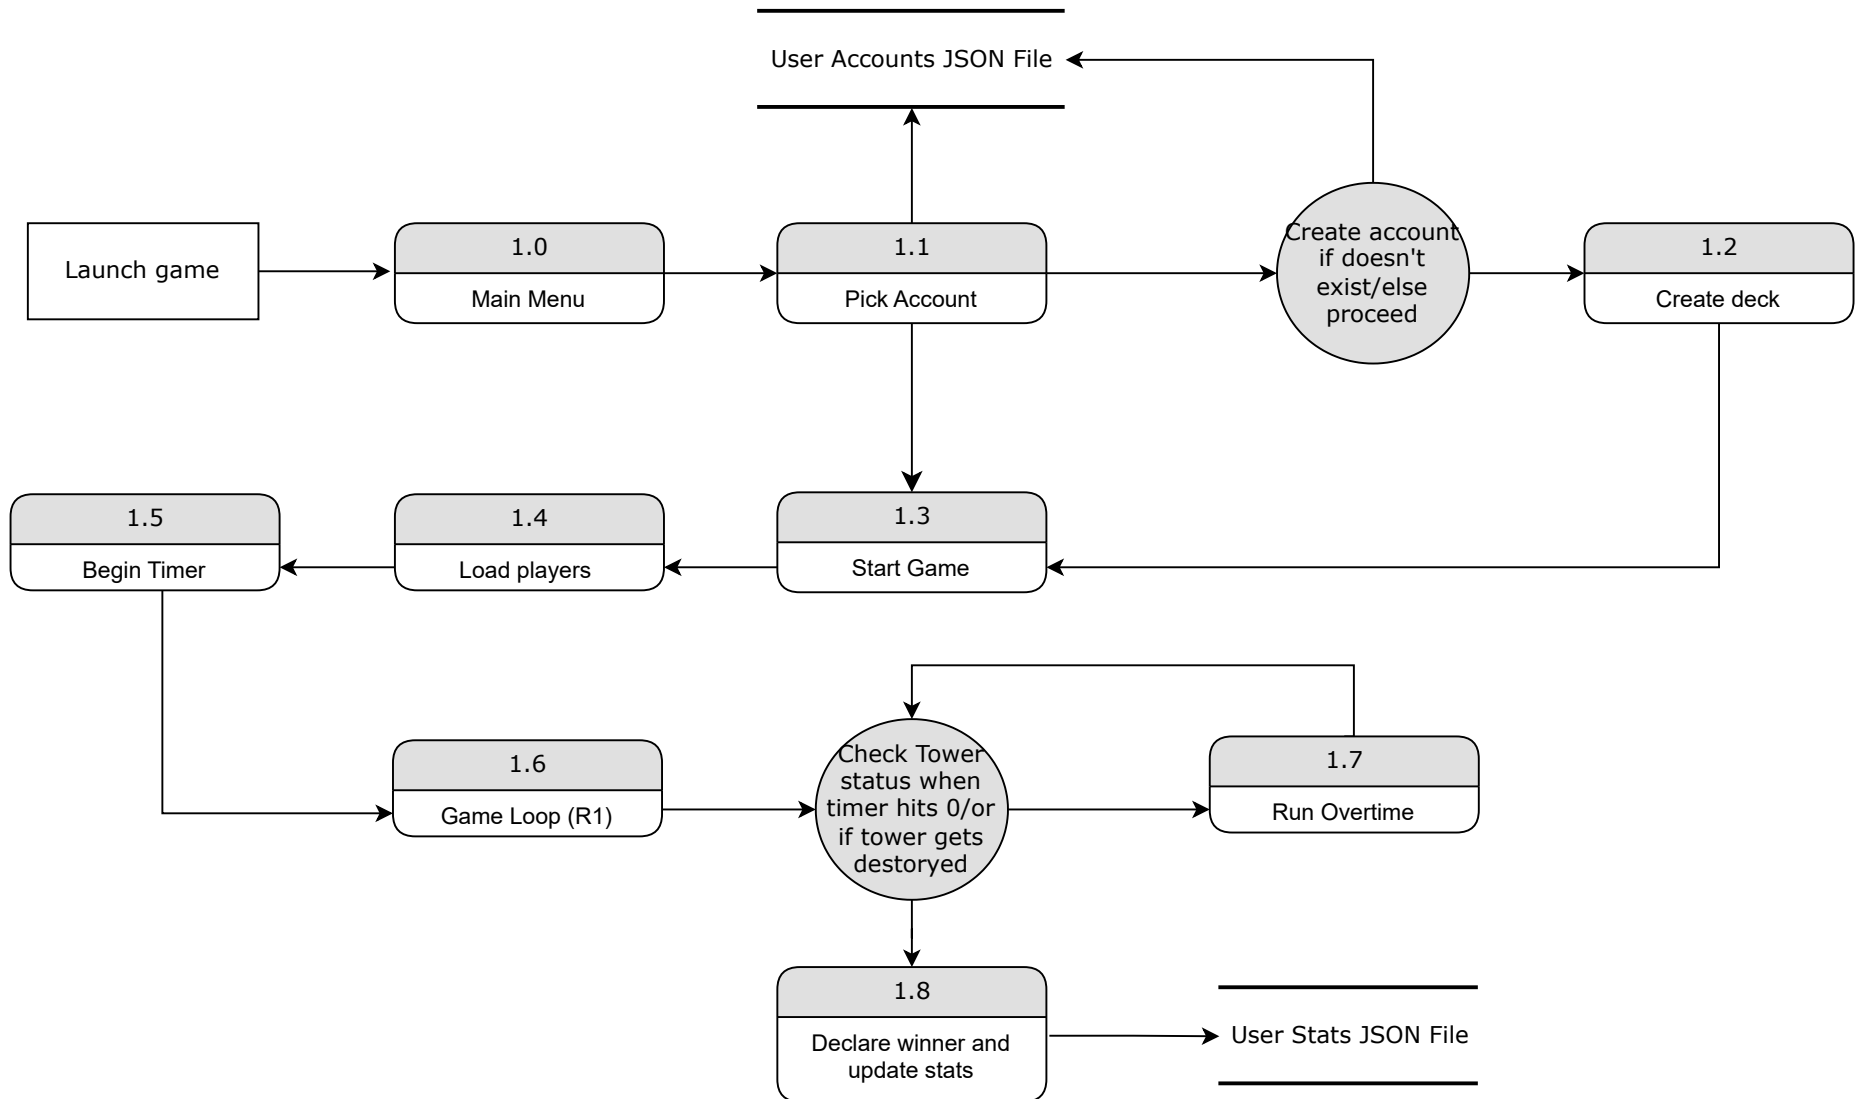 User Accounts JSON File
Launch game
1.0
Main Menu
1.1
Pick Account
Create account
if doesn't
exist/else
proceed
1.2
Create deck
1.5
Begin Timer
1.4
Load players
1.3
Start Game
1.6
Game Loop (R1)
Check Tower
status when
timer hits 0/or
if tower gets
destoryed
1.7
Run Overtime
1.8
Declare winner and
update stats
User Stats JSON File